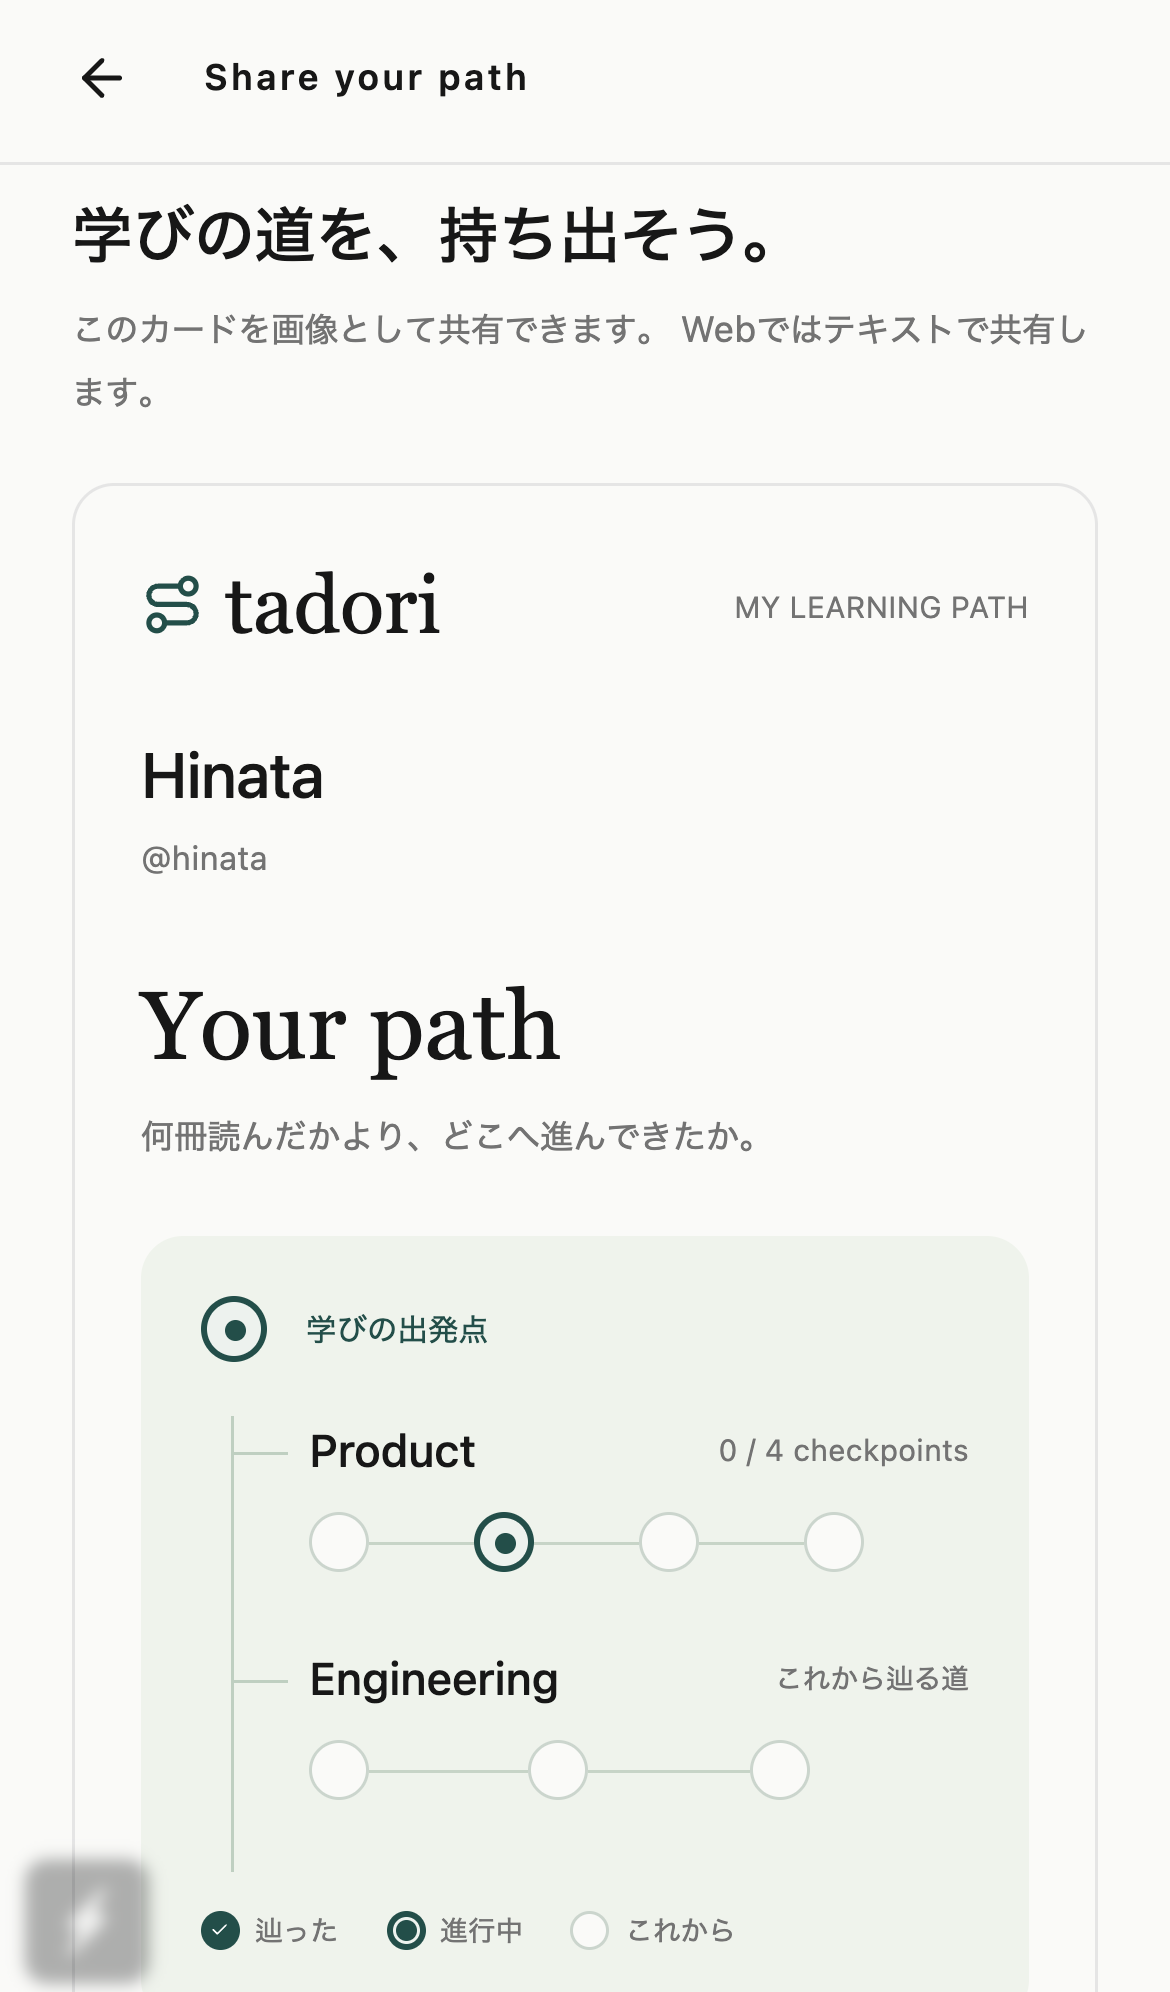 Share your path
学びの道を、持ち出そう。
このカードを画像として共有できます。 Webではテキストで共有し
ます。
tadori
MY LEARNING PATH
Hinata
@hinata
Your path
何冊読んだかより、どこへ進んできたか。
学びの出発点
Product
0 / 4 checkpoints
Engineering
これから辿る道
辿った
進行中
これから